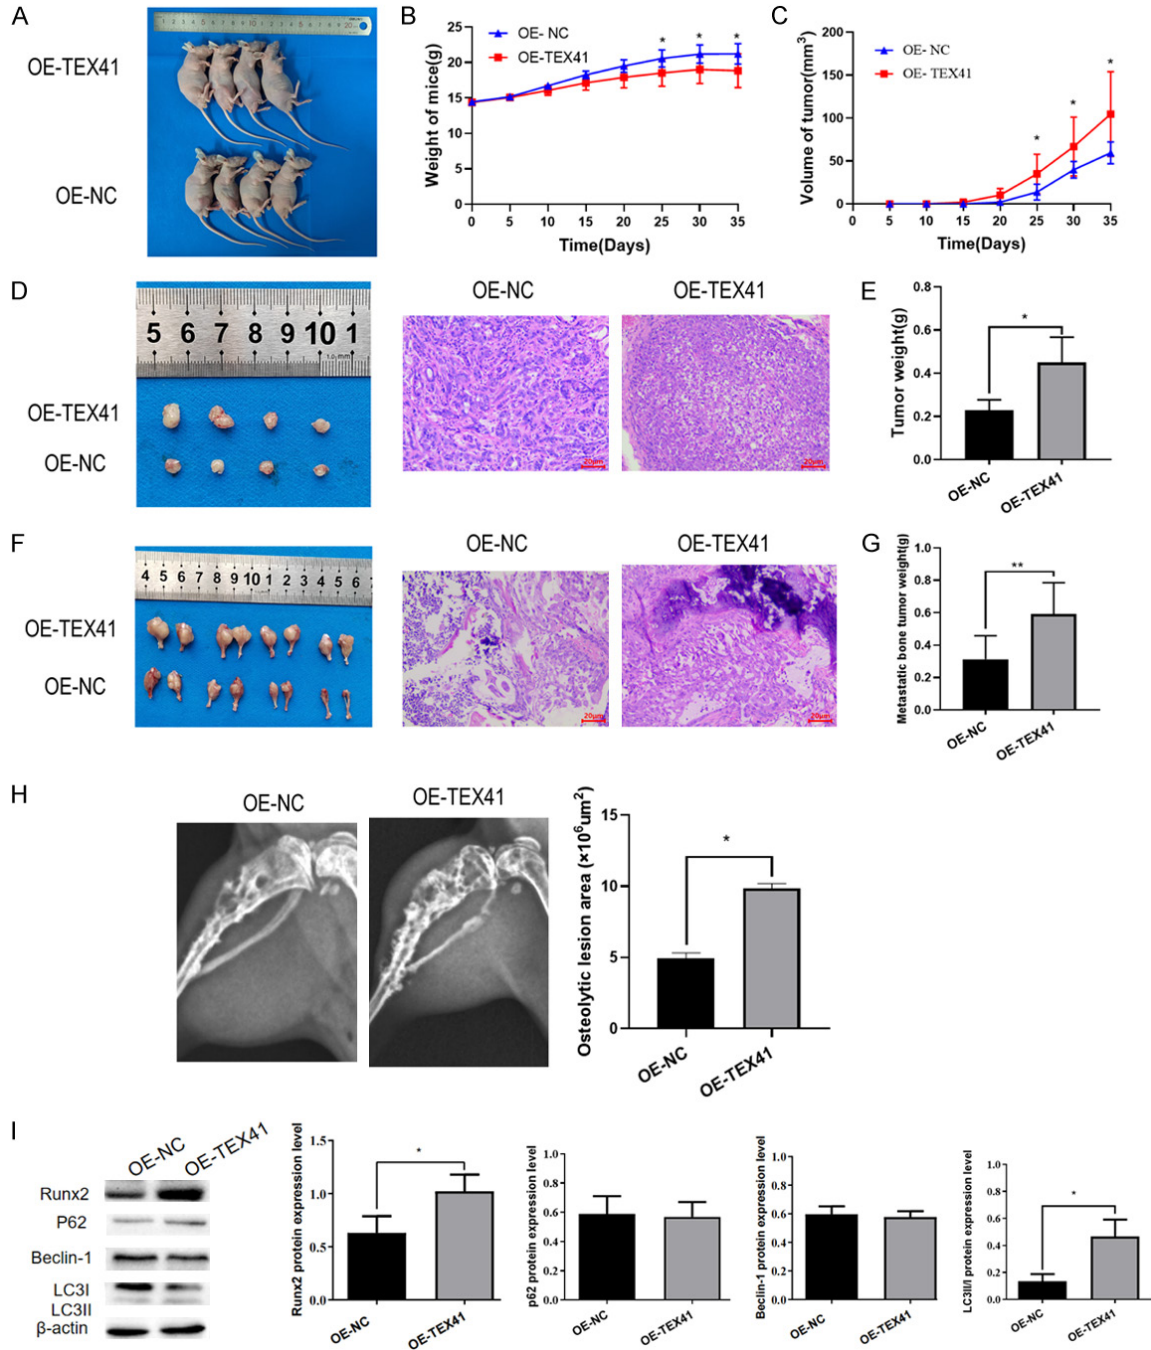 A
OE-TEX41
OE-NC
B
Weight of mice(g)
25
20
15
10
5
0
OE- NC
OE-TEX41
* * *
0 5 10 15 20 25 30 35
Time(Days)
C
Volume of tumor(mm³)
200
150
100
50
0
OE- NC
OE- TEX41
* * *
0 5 10 15 20 25 30 35
Time(Days)
D
5 6 7 8 9 10 1
OE-TEX41
OE-NC
OE-NC
20μm
OE-TEX41
20μm
E
Tumor weight(g)
0.8
0.6
0.4
0.2
0.0
*
OE-NC
OE-TEX41
F
4 5 6 7 8 9 10 1 2 3 4 5 6
OE-TEX41
OE-NC
OE-NC
20μm
OE-TEX41
20μm
G
Metastatic bone tumor weight(g)
1.0
0.8
0.6
0.4
0.2
0.0
**
OE-NC
OE-TEX41
H
OE-NC
OE-TEX41
Osteolytic lesion area (×10⁶um²)
15
10
5
0
*
OE-NC
OE-TEX41
I
OE-NC
OE-TEX41
Runx2
P62
Beclin-1
LC3I
LC3II
β-actin
Runx2 protein expression level
1.5
1.0
0.5
0.0
*
OE-NC
OE-TEX41
p62 protein expression level
1.0
0.8
0.6
0.4
0.2
0.0
OE-NC
OE-TEX41
Beclin-1 protein expression level
1.0
0.8
0.6
0.4
0.2
0.0
OE-NC
OE-TEX41
LC3II/I protein expression level
1.0
0.8
0.6
0.4
0.2
0.0
*
OE-NC
OE-TEX41